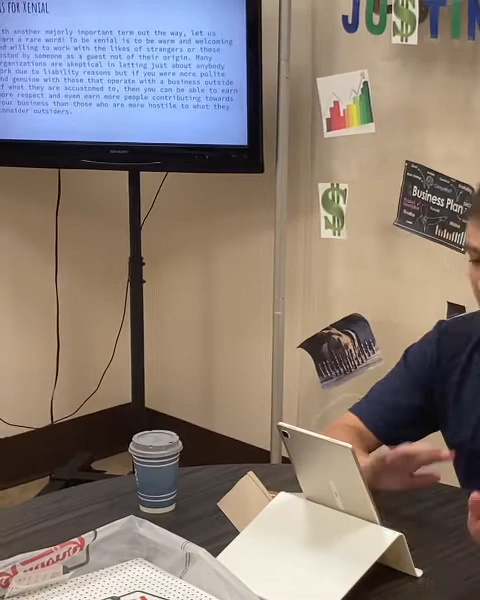 s for Xenial
th another majorly important term out the way, let us
arn a rare word! To be xenial is to be warm and welcoming
nd willing to work with the likes of strangers or those
osted by someone as a guest not of their origin. Many
rganizations are skeptical in letting just about anybody
ork due to liability reasons but if you were more polite
nd genuine with those that operate with a business outside
f what they are accustomed to, then you can be able to earn
ore respect and even earn more people contributing towards
your business than those who are more hostile to what they
onsider outsiders.
SHARP
JU$TIN
$
Business Plan